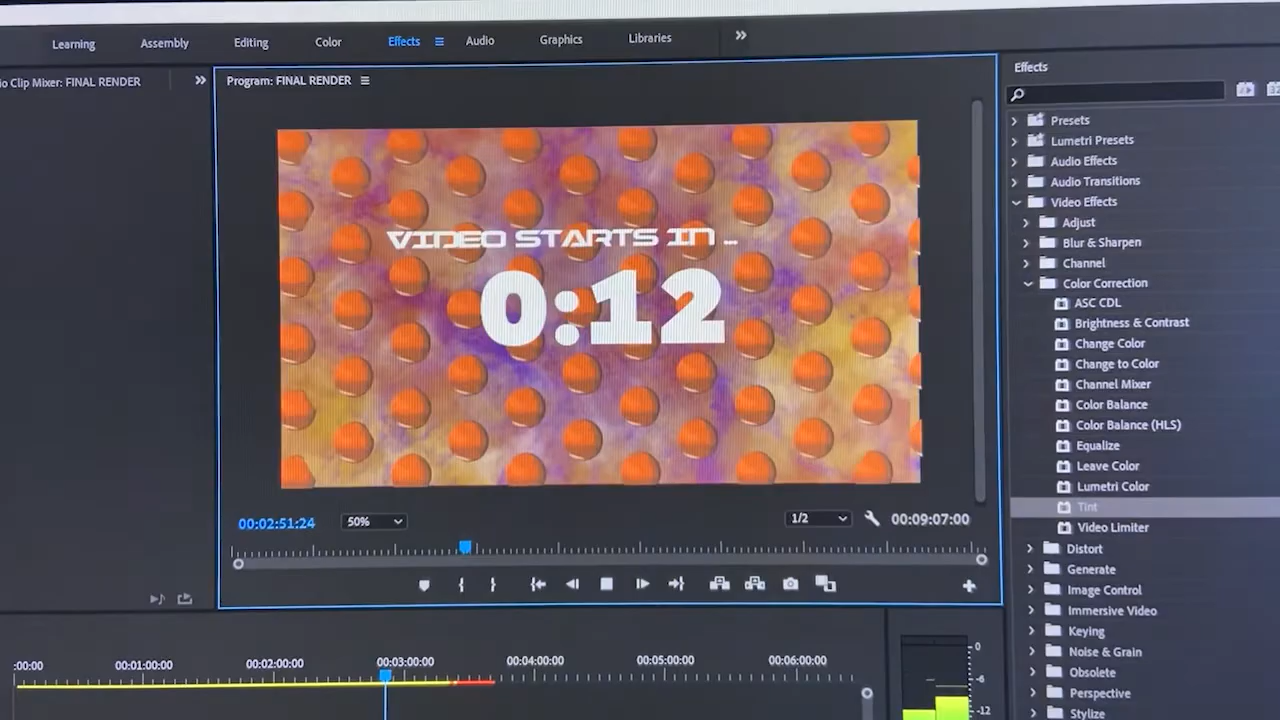 Learning Assembly Editing Color Effects Audio Graphics Libraries
io Clip Mixer: FINAL RENDER
Program: FINAL RENDER
VIDEO STARTS IN ...
0:12
00:02:51:24 50% 1/2 00:09:07:00
:00:00 00:01:00:00 00:02:00:00 00:03:00:00 00:04:00:00 00:05:00:00 00:06:00:00
0
-6
-12
Effects
Presets
Lumetri Presets
Audio Effects
Audio Transitions
Video Effects
Adjust
Blur & Sharpen
Channel
Color Correction
ASC CDL
Brightness & Contrast
Change Color
Change to Color
Channel Mixer
Color Balance
Color Balance (HLS)
Equalize
Leave Color
Lumetri Color
Tint
Video Limiter
Distort
Generate
Image Control
Immersive Video
Keying
Noise & Grain
Obsolete
Perspective
Stylize